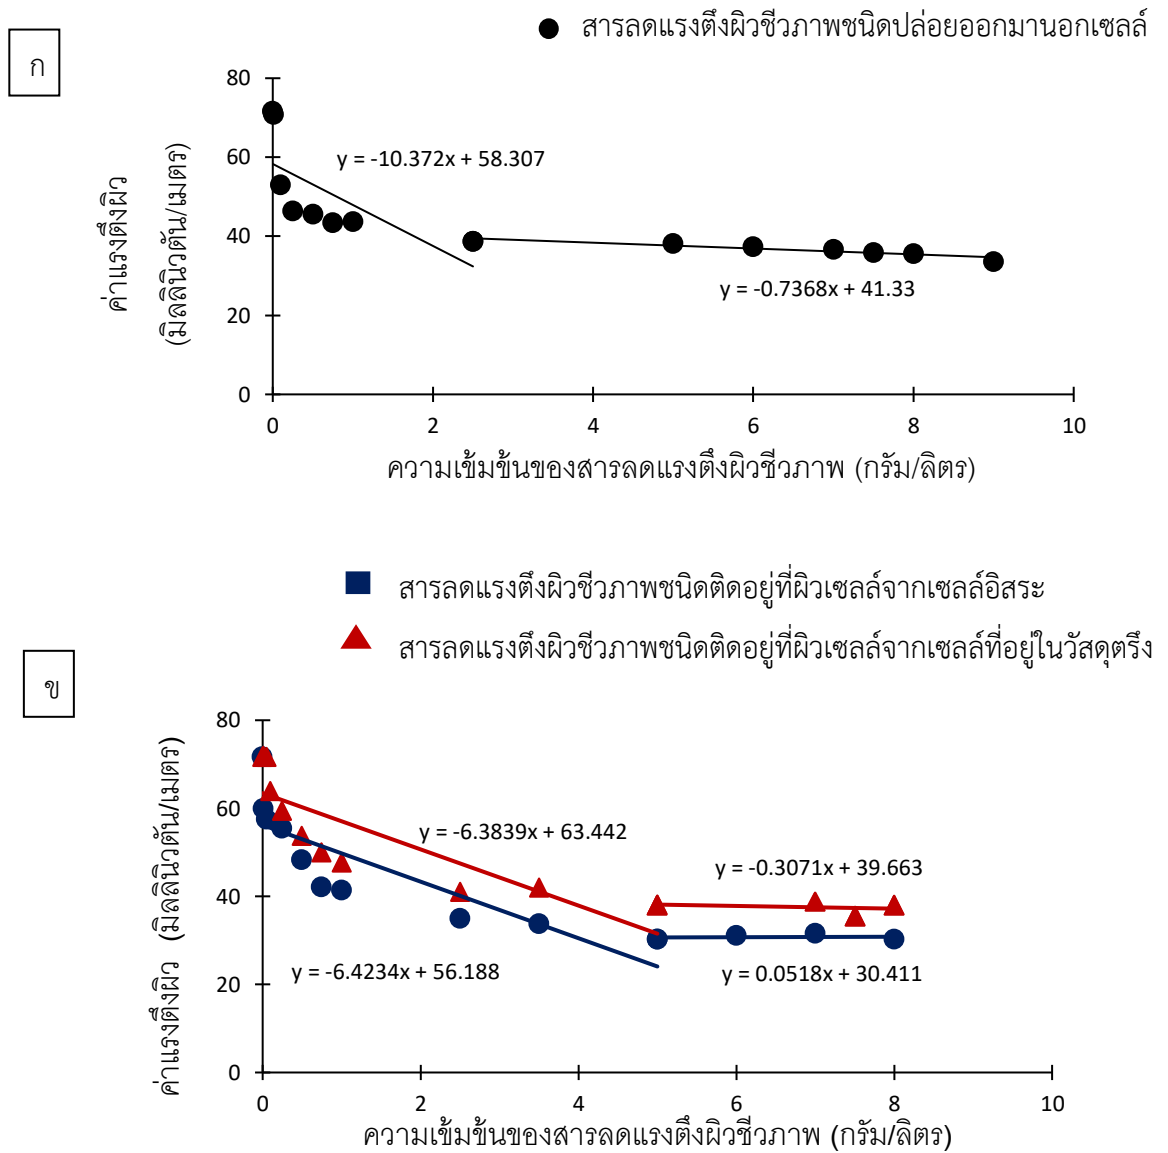 สารลดแรงตึงผิวชีวภาพชนิดปล่อยออกมานอกเซลล์
ก
80
60
40
20
0
ค่าแรงตึงผิว
(มิลลินิวตัน/เมตร)
y = -10.372x + 58.307
y = -0.7368x + 41.33
0 2 4 6 8 10
ความเข้มข้นของสารลดแรงตึงผิวชีวภาพ (กรัม/ลิตร)
สารลดแรงตึงผิวชีวภาพชนิดติดอยู่ที่ผิวเซลล์จากเซลล์อิสระ
สารลดแรงตึงผิวชีวภาพชนิดติดอยู่ที่ผิวเซลล์จากเซลล์ที่อยู่ในวัสดุตรึง
ข
80
60
40
20
0
ค่าแรงตึงผิว (มิลลินิวตัน/เมตร)
y = -6.3839x + 63.442
y = -0.3071x + 39.663
y = -6.4234x + 56.188
y = 0.0518x + 30.411
0 2 4 6 8 10
ความเข้มข้นของสารลดแรงตึงผิวชีวภาพ (กรัม/ลิตร)